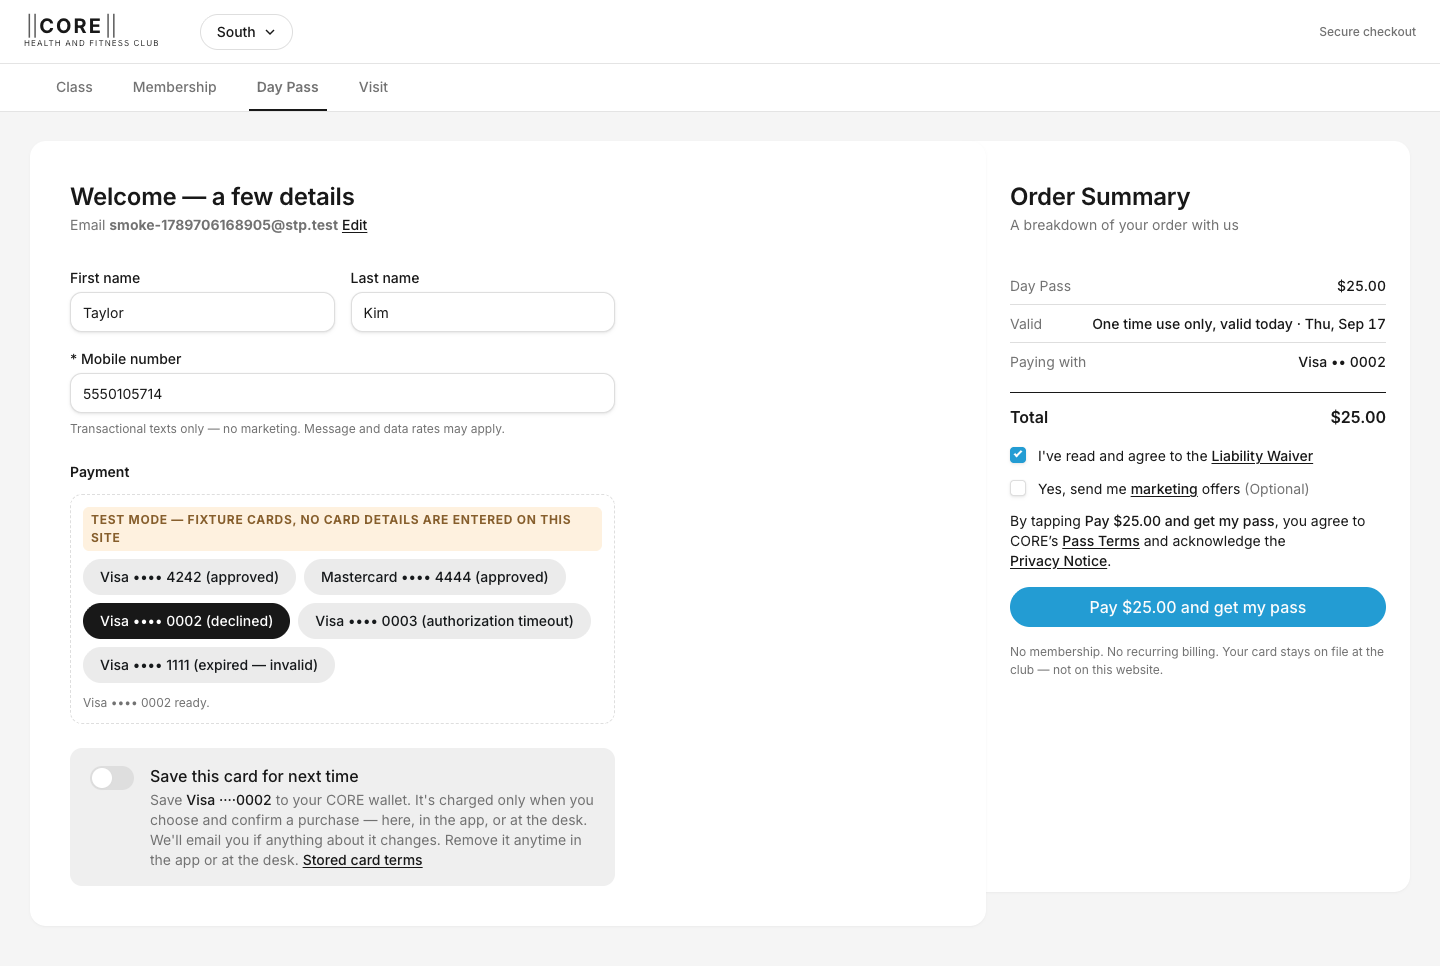 CORE
HEALTH AND FITNESS CLUB
South
Secure checkout
Class
Membership
Day Pass
Visit
Welcome — a few details
Email smoke-1789706168905@stp.test Edit
First name
Last name
Taylor
Kim
* Mobile number
5550105714
Transactional texts only — no marketing. Message and data rates may apply.
Payment
TEST MODE — FIXTURE CARDS, NO CARD DETAILS ARE ENTERED ON THIS
SITE
Visa •••• 4242 (approved)
Mastercard •••• 4444 (approved)
Visa •••• 0002 (declined)
Visa •••• 0003 (authorization timeout)
Visa •••• 1111 (expired — invalid)
Visa •••• 0002 ready.
Save this card for next time
Save Visa ····0002 to your CORE wallet. It's charged only when you
choose and confirm a purchase — here, in the app, or at the desk.
We'll email you if anything about it changes. Remove it anytime in
the app or at the desk. Stored card terms
Order Summary
A breakdown of your order with us
Day Pass
$25.00
Valid
One time use only, valid today · Thu, Sep 17
Paying with
Visa •• 0002
Total
$25.00
I've read and agree to the Liability Waiver
Yes, send me marketing offers (Optional)
By tapping Pay $25.00 and get my pass, you agree to
CORE’s Pass Terms and acknowledge the
Privacy Notice.
Pay $25.00 and get my pass
No membership. No recurring billing. Your card stays on file at the
club — not on this website.